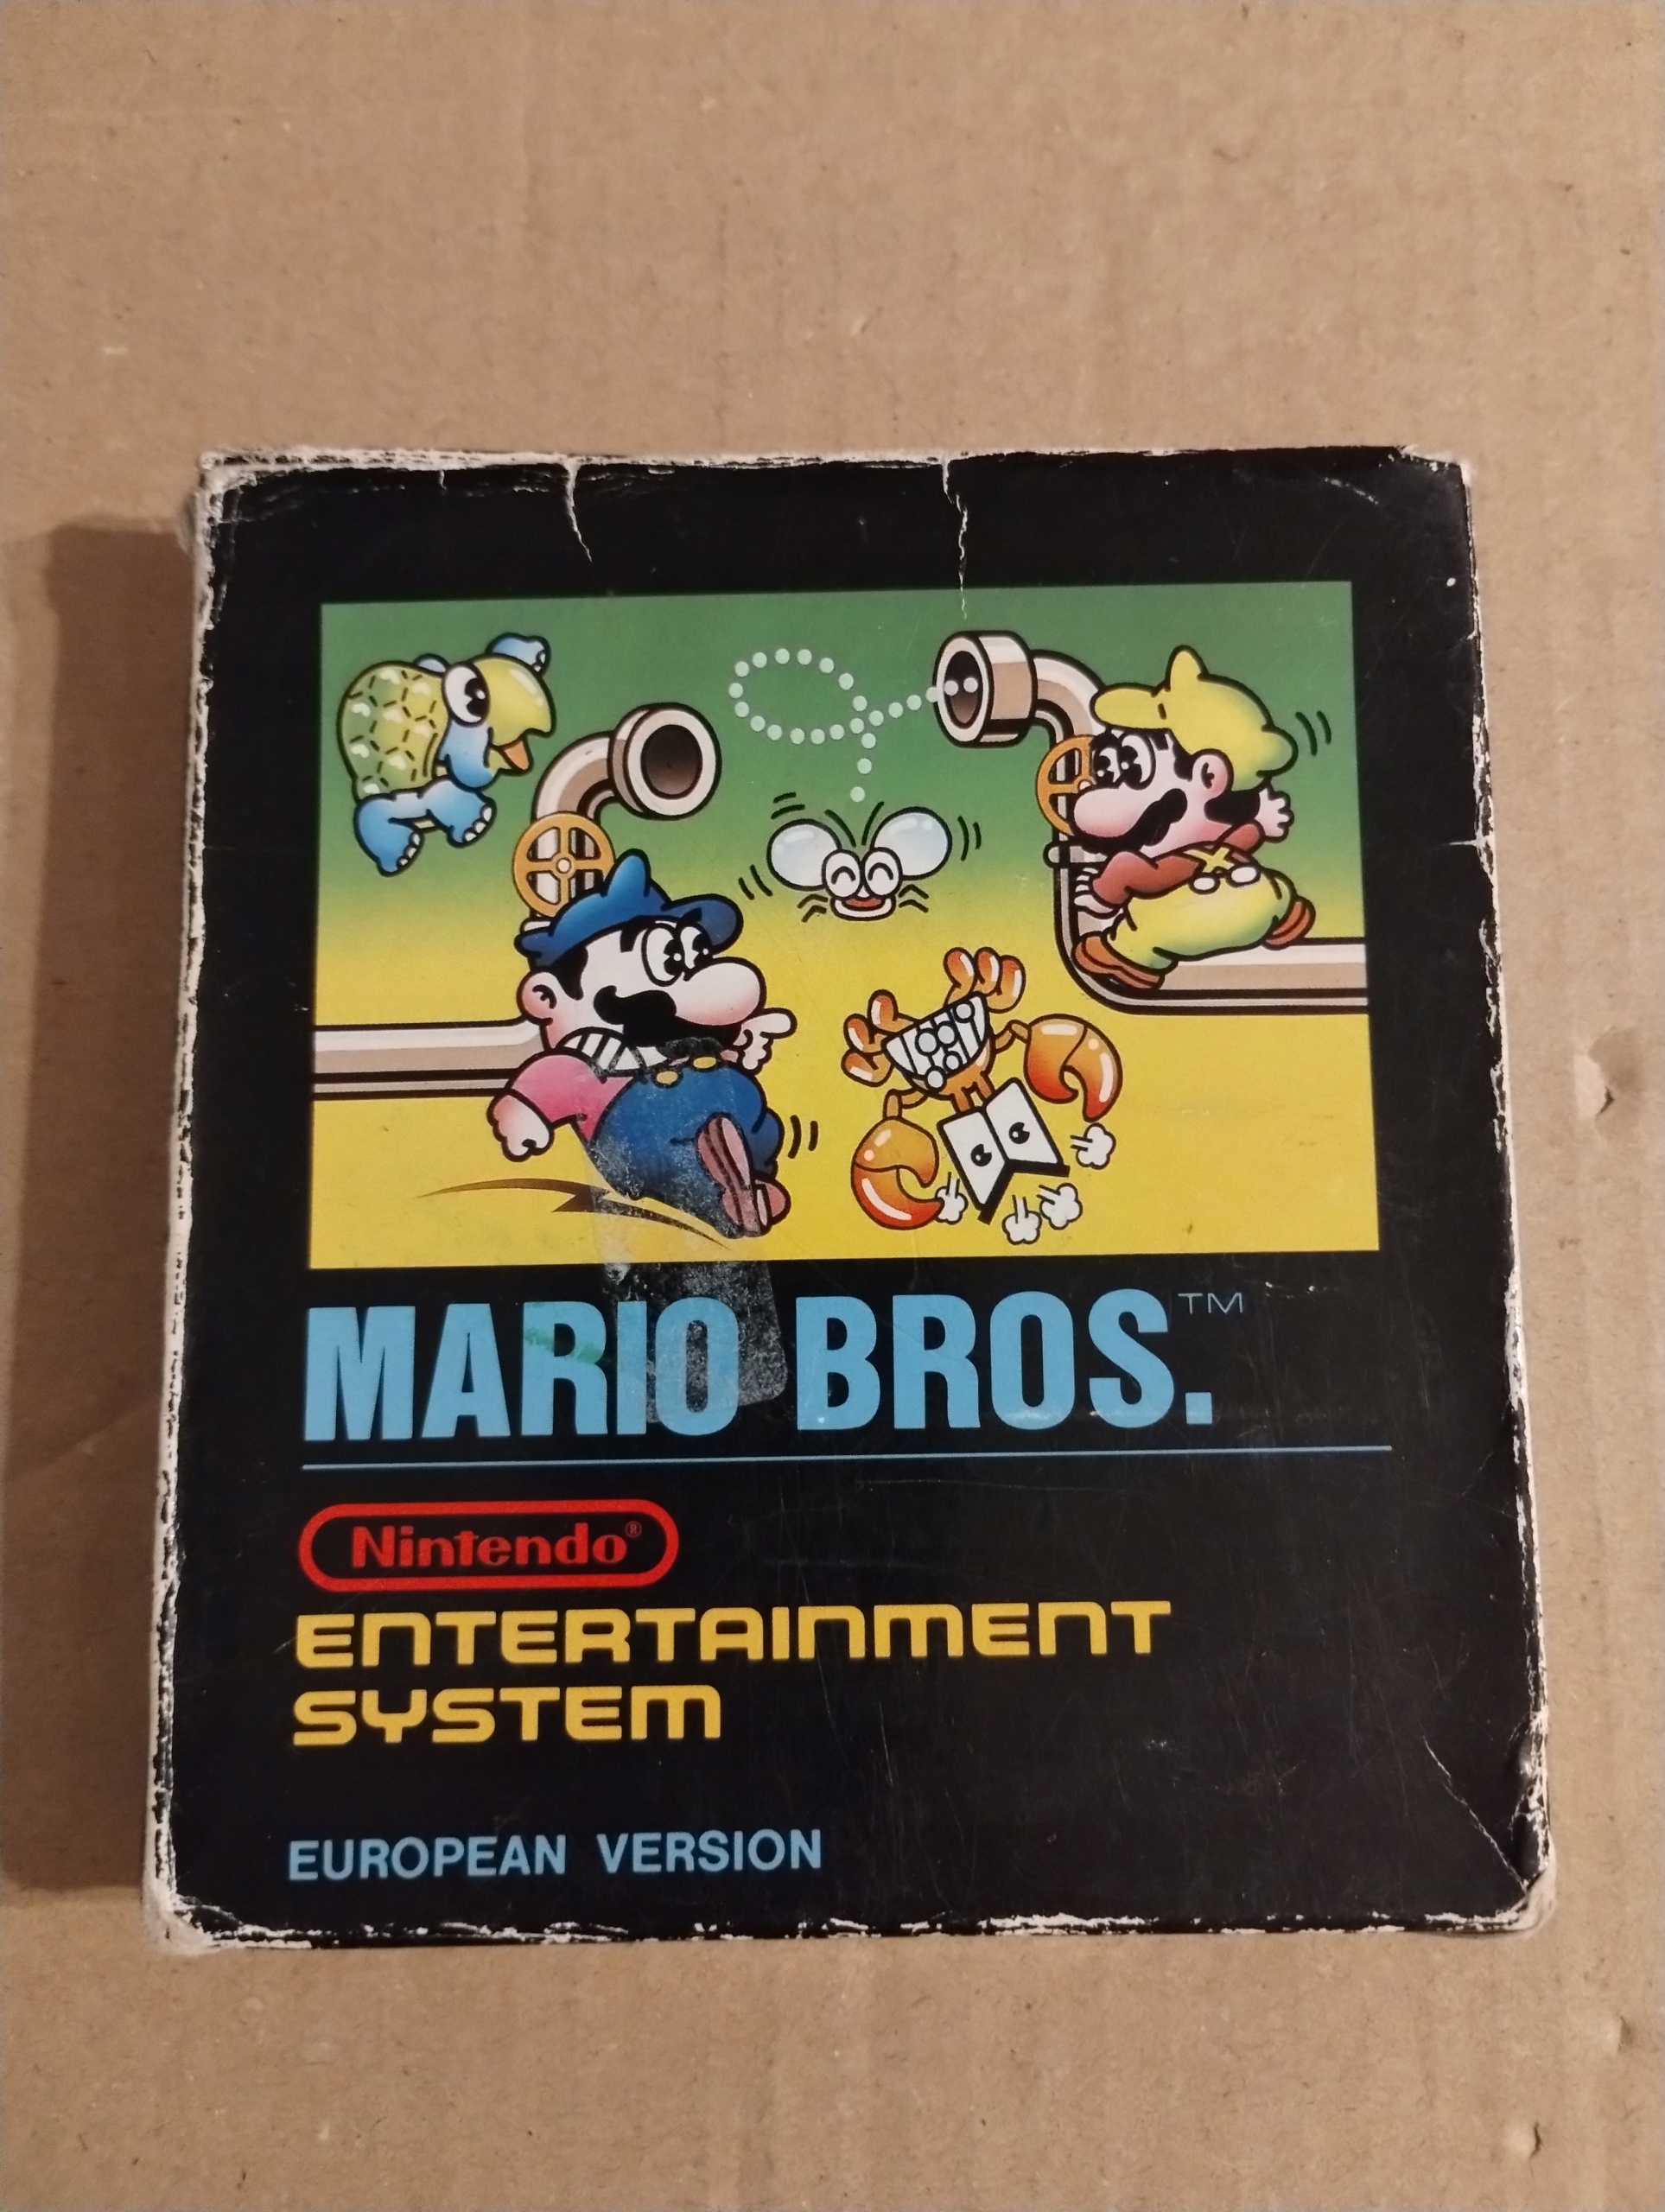 MARIO BROS.™
Nintendo®
ENTERTAINMENT
SYSTEM
EUROPEAN VERSION